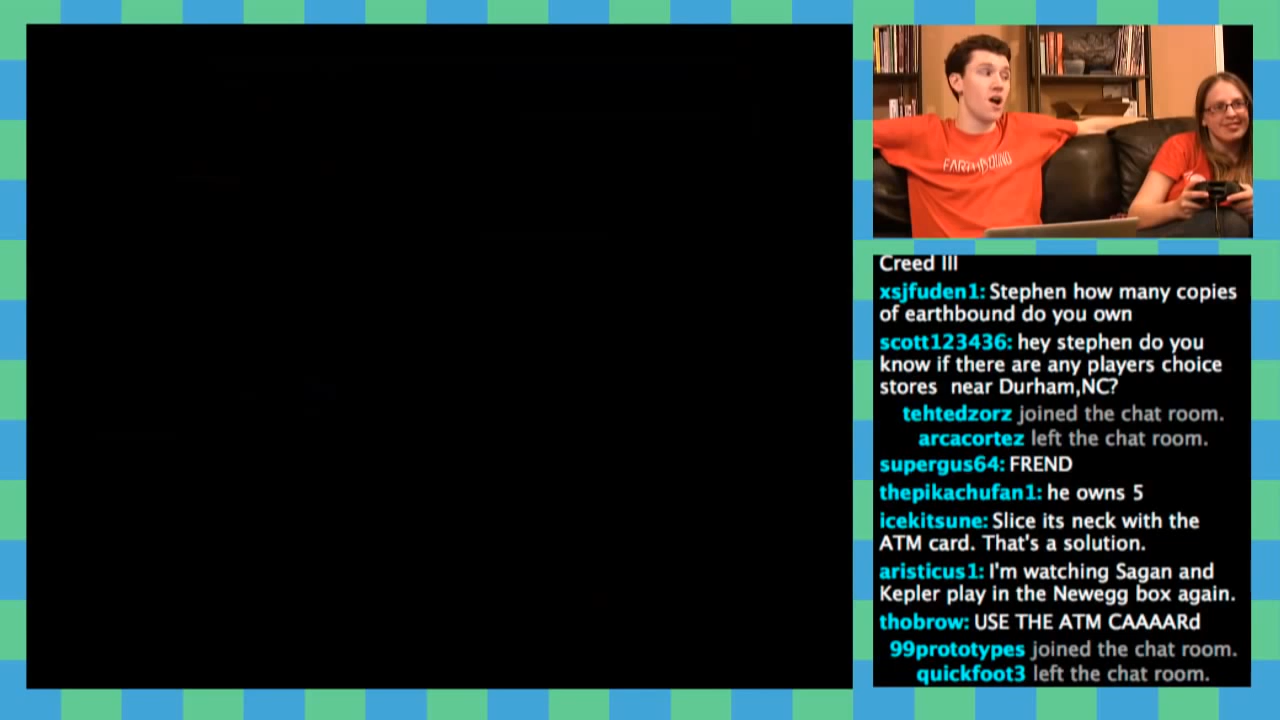 EARTHBOUND
Creed III
xsjfuden1: Stephen how many copies
of earthbound do you own
scott123436: hey stephen do you
know if there are any players choice
stores near Durham,NC?
tehtedzorz joined the chat room.
arcacortez left the chat room.
supergus64: FREND
thepikachufan1: he owns 5
icekitsune: Slice its neck with the
ATM card. That's a solution.
aristicus1: I'm watching Sagan and
Kepler play in the Newegg box again.
thobrow: USE THE ATM CAAAARd
99prototypes joined the chat room.
quickfoot3 left the chat room.